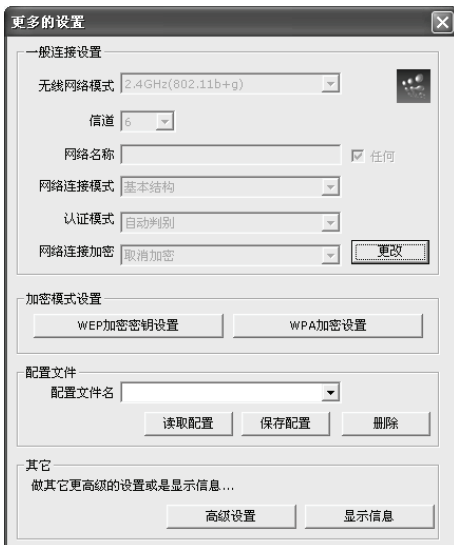 更多的设置
一般连接设置
无线网络模式 2.4GHz(802.11b+g)
信道 6
网络名称 任何
网络连接模式 基本结构
认证模式 自动判别
网络连接加密 取消加密 更改
加密模式设置
WEP加密密钥设置 WPA加密设置
配置文件
配置文件名
读取配置 保存配置 删除
其它
做其它更高级的设置或是显示信息...
高级设置 显示信息